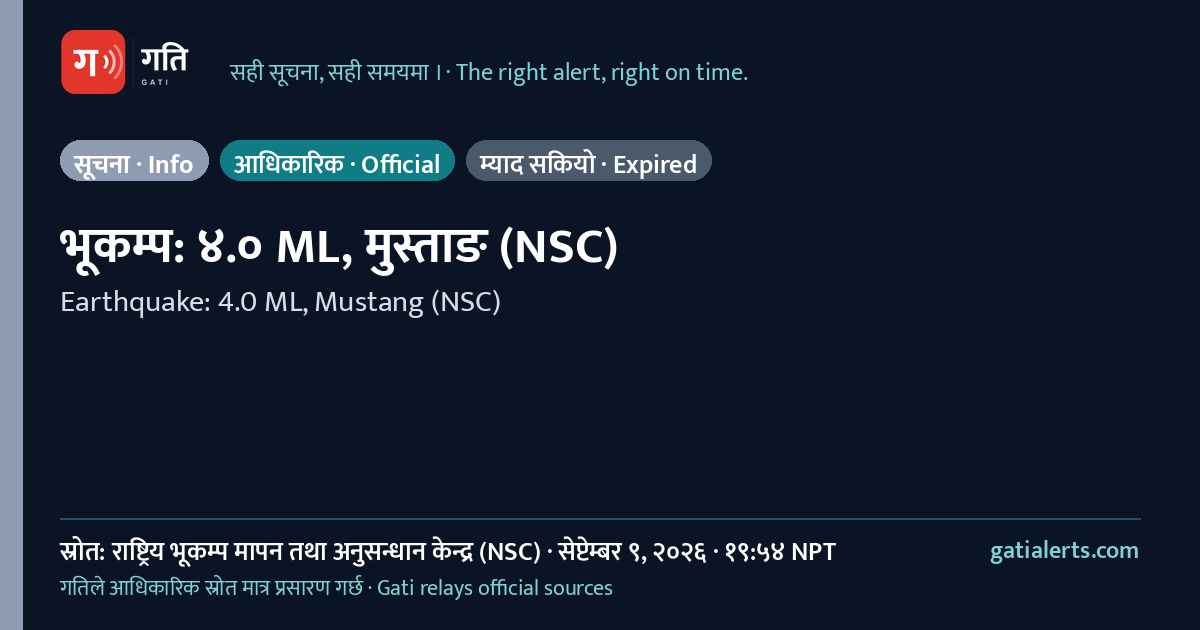 ग
गति
GATI
सही सूचना, सही समयमा । · The right alert, right on time.
सूचना · Info
आधिकारिक · Official
म्याद सकियो · Expired
भूकम्प: ४.० ML, मुस्ताङ (NSC)
Earthquake: 4.0 ML, Mustang (NSC)
स्रोत: राष्ट्रिय भूकम्प मापन तथा अनुसन्धान केन्द्र (NSC) · सेप्टेम्बर ९, २०२६ · १९:५४ NPT
gatialerts.com
गतिले आधिकारिक स्रोत मात्र प्रसारण गर्छ · Gati relays official sources